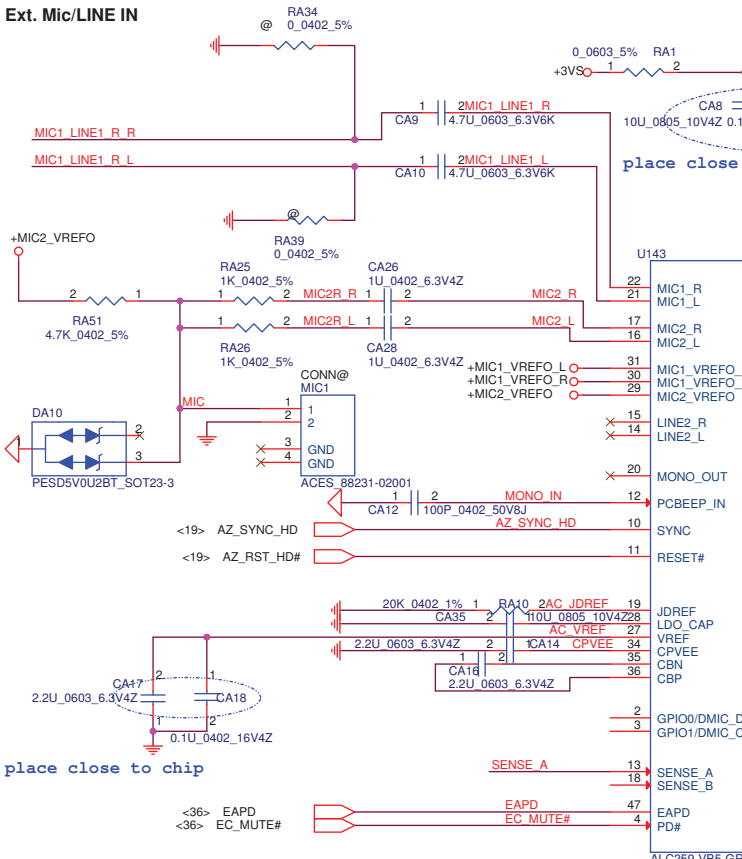 Ext. Mic/LINE IN
RA34
@ 0_0402_5%
0_0603_5% RA1
+3VS 1 2
CA8
10U_0805_10V4Z 0.1
place close
MIC1_LINE1_R_R
1 2 MIC1_LINE1_R
CA9 4.7U_0603_6.3V6K
MIC1_LINE1_R_L
1 2 MIC1_LINE1_L
CA10 4.7U_0603_6.3V6K
@
RA39
0_0402_5%
+MIC2_VREFO
2 1
RA51
4.7K_0402_5%
RA25
1K_0402_5%
1 2 MIC2R_R
CA26
1U_0402_6.3V4Z
1 2 MIC2_R
1 2 MIC2R_L
RA26
1K_0402_5%
1 2 MIC2_L
CA28
1U_0402_6.3V4Z
U143
22 MIC1_R
21 MIC1_L
17 MIC2_R
16 MIC2_L
+MIC1_VREFO_L 31 MIC1_VREFO_
+MIC1_VREFO_R 30 MIC1_VREFO_
+MIC2_VREFO 29 MIC2_VREFO
15 LINE2_R
14 LINE2_L
20 MONO_OUT
CONN@
MIC1
MIC
1 1
2 2
3 GND
4 GND
ACES_88231-02001
DA10
1
2
3
PESD5V0U2BT_SOT23-3
1 2 MONO_IN 12 PCBEEP_IN
CA12 100P_0402_50V8J
<19> AZ_SYNC_HD AZ_SYNC_HD 10 SYNC
<19> AZ_RST_HD# 11 RESET#
20K_0402_1% 1 RA10 2 AC_JDREF 19 JDREF
CA35 2 1 10U_0805_10V4Z 28 LDO_CAP
AC_VREF 27 VREF
2.2U_0603_6.3V4Z 2 1 CA14 CPVEE 34 CPVEE
1 2 35 CBN
CA16 36 CBP
2.2U_0603_6.3V4Z
CA17 2 1
2.2U_0603_6.3V4Z CA18
1 2
0.1U_0402_16V4Z
place close to chip
2 GPIO0/DMIC_D
3 GPIO1/DMIC_C
SENSE_A 13 SENSE_A
18 SENSE_B
<36> EAPD EAPD 47 EAPD
<36> EC_MUTE# EC_MUTE# 4 PD#